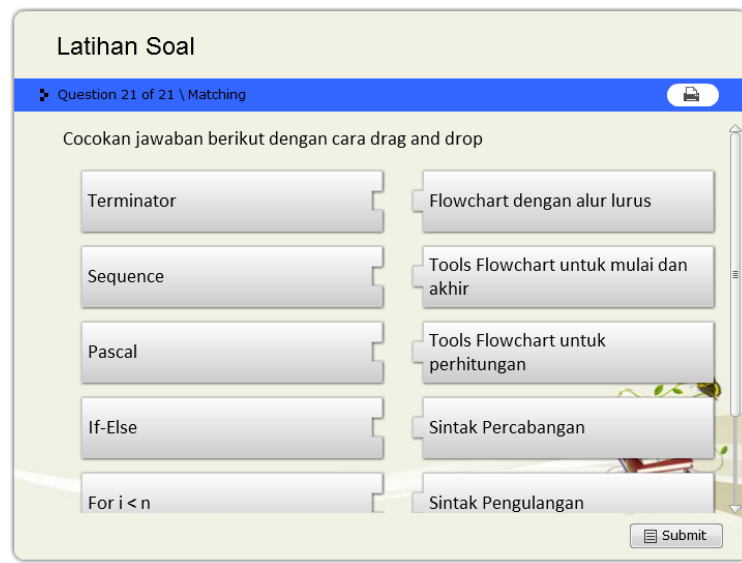 Latihan Soal
Question 21 of 21 \ Matching
Cocokan jawaban berikut dengan cara drag and drop
Terminator
Flowchart dengan alur lurus
Sequence
Tools Flowchart untuk mulai dan
akhir
Pascal
Tools Flowchart untuk
perhitungan
If-Else
Sintak Percabangan
For i < n
Sintak Pengulangan
Submit